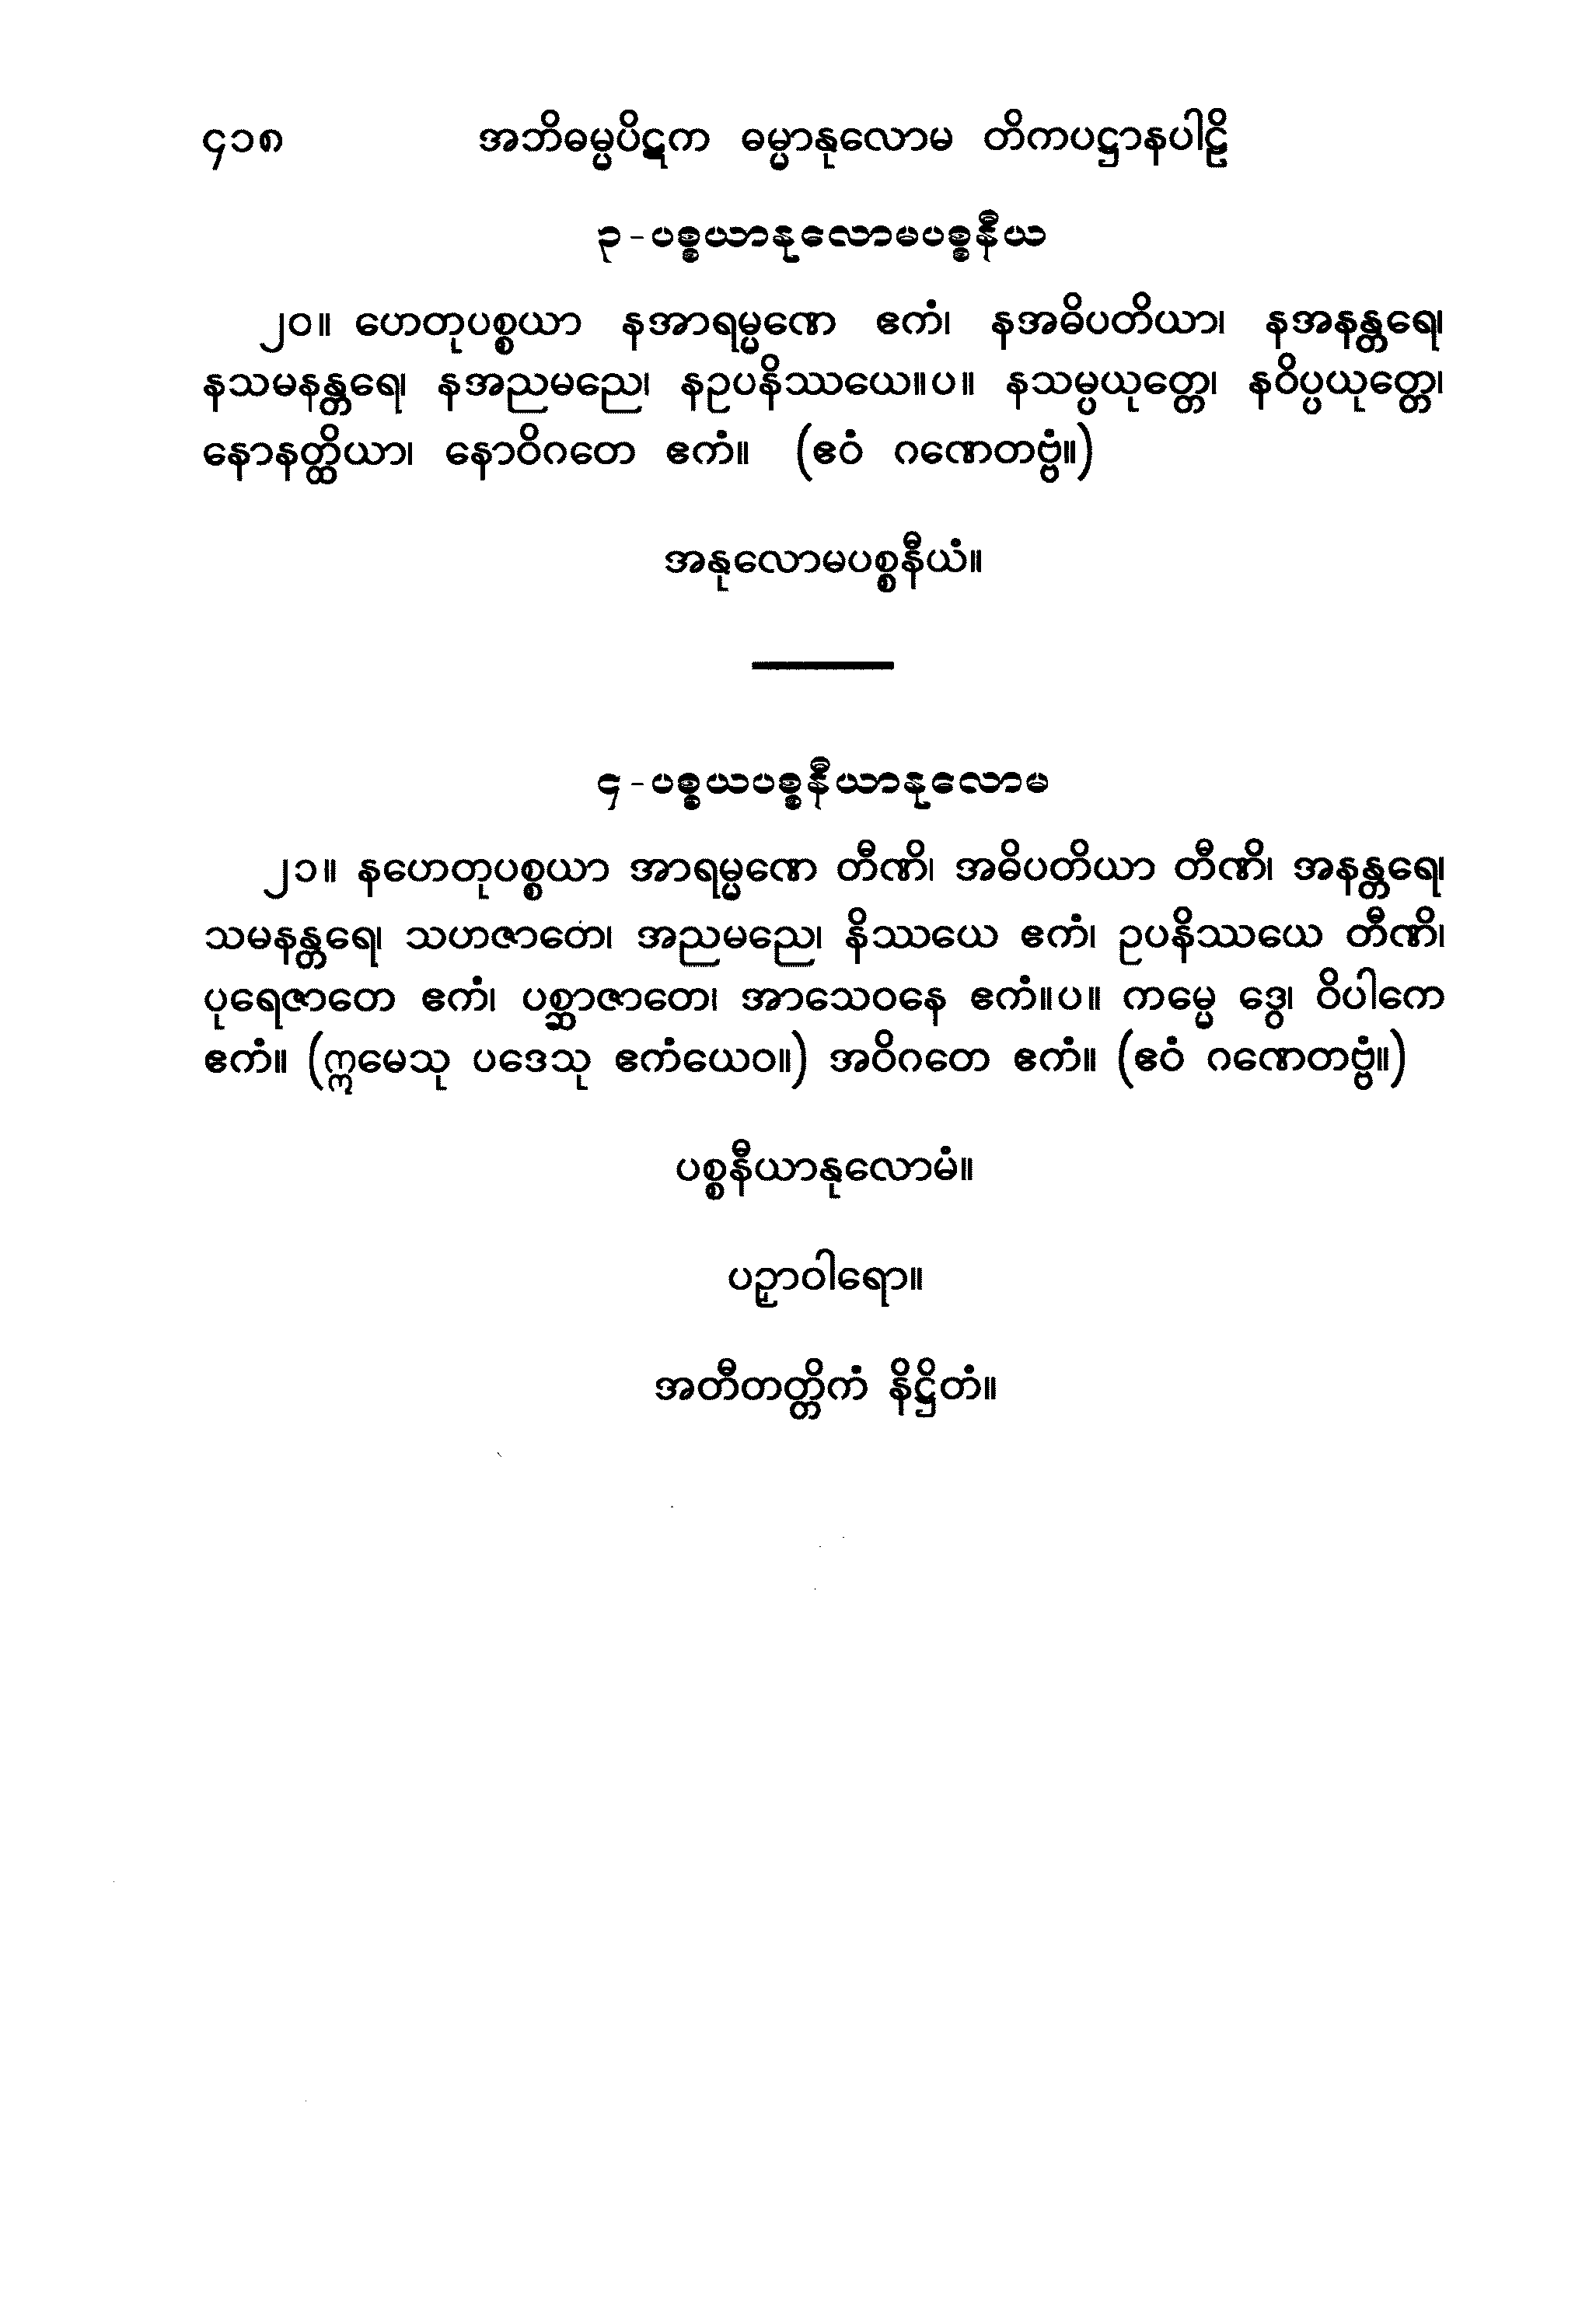 ၄၁၈ အဘိဓမ္မပိဋက ဓမ္မာနုလောမ တိကပဋ္ဌာနပါဠိ
၃-ပစ္စယာနုလောမပစ္စနီယ
၂၀။ ဟေတုပစ္စယာ နအာရမ္မဏေ ဧကံ၊ နအဓိပတိယာ၊ နအနန္တရေ၊
နသမနန္တရေ၊ နအညမညေ၊ နဥပနိဿယေ။ပ။ နသမ္ပယုတ္တေ၊ နဝိပ္ပယုတ္တေ၊
နောနတ္ထိယာ၊ နောဝိဂတေ ဧကံ။ (ဧဝံ ဂဏေတဗ္ဗံ။)
အနုလောမပစ္စနီယံ။
၄-ပစ္စယပစ္စနီယာနုလောမ
၂၁။ နဟေတုပစ္စယာ အာရမ္မဏေ တီဏိ၊ အဓိပတိယာ တီဏိ၊ အနန္တရေ၊
သမနန္တရေ၊ သဟဇာတေ၊ အညမညေ၊ နိဿယေ ဧကံ၊ ဥပနိဿယေ တီဏိ၊
ပုရေဇာတေ ဧကံ၊ ပစ္ဆာဇာတေ၊ အာသေဝနေ ဧကံ။ပ။ ကမ္မေ ဒွေ၊ ဝိပါကေ
ဧကံ။ (ဣမေသု ပဒေသု ဧကံယေဝ။) အဝိဂတေ ဧကံ။ (ဧဝံ ဂဏေတဗ္ဗံ။)
ပစ္စနီယာနုလောမံ။
ပဉှာဝါရော။
အတီတတ္တိကံ နိဋ္ဌိတံ။